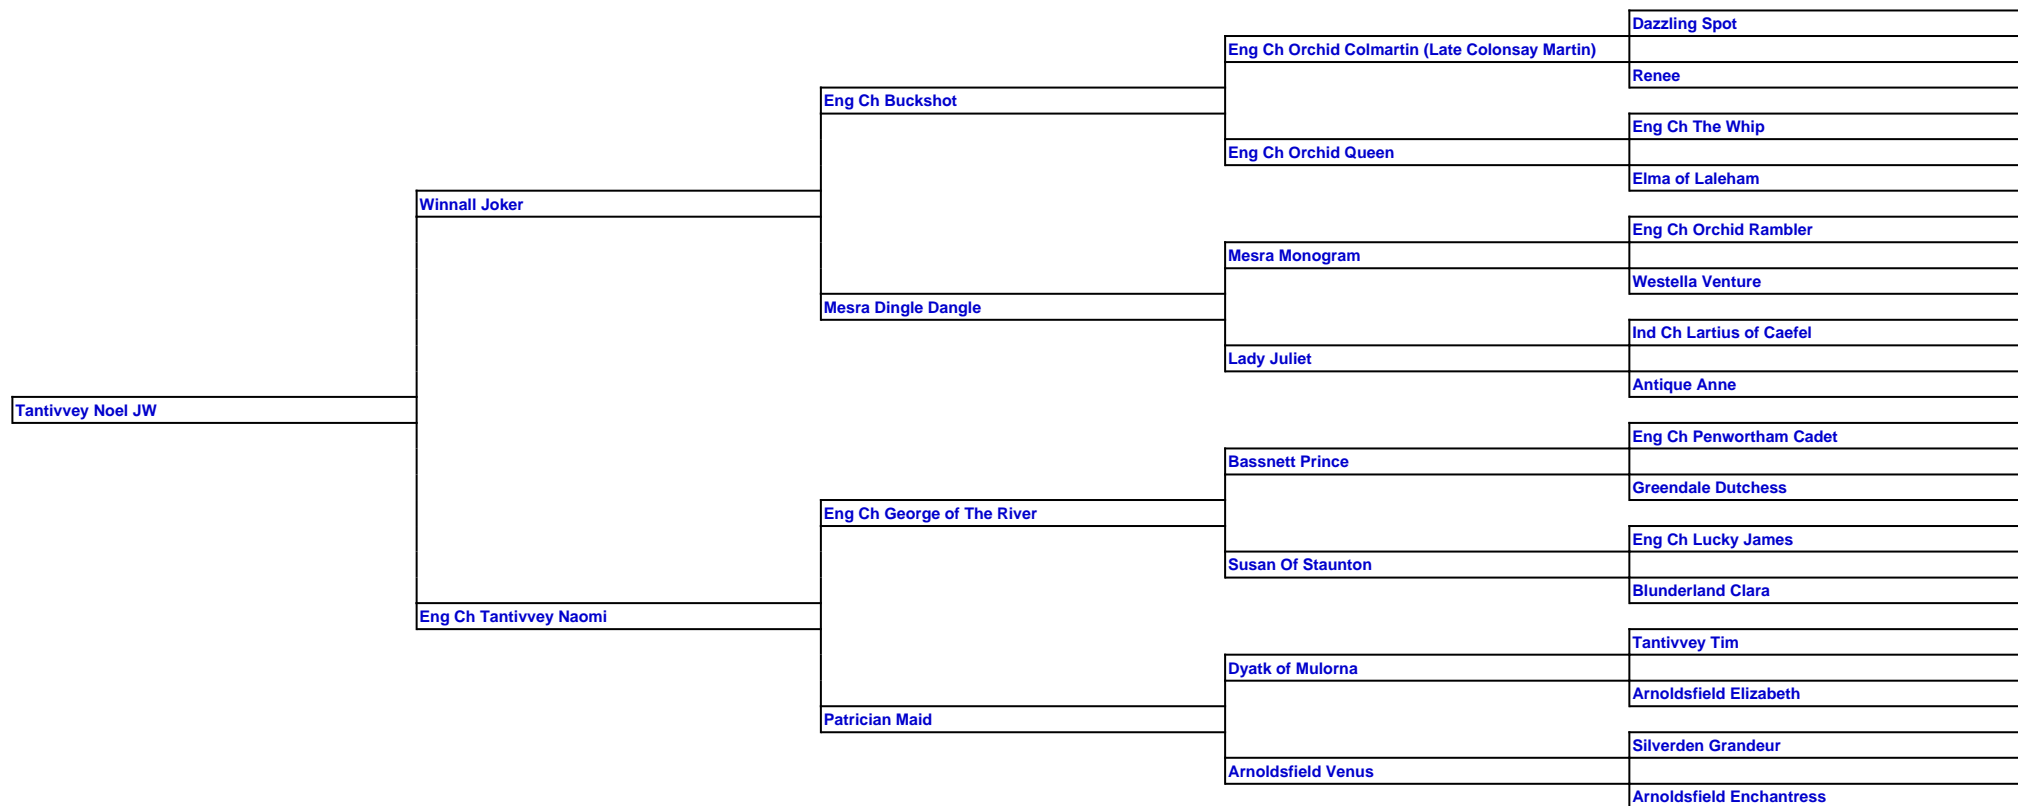 Dazzling Spot
Eng Ch Orchid Colmartin (Late Colonsay Martin)
Renee
Eng Ch Buckshot
Eng Ch The Whip
Eng Ch Orchid Queen
Elma of Laleham
Winnall Joker
Eng Ch Orchid Rambler
Mesra Monogram
Westella Venture
Mesra Dingle Dangle
Ind Ch Lartius of Caefel
Lady Juliet
Antique Anne
Tantivvey Noel JW
Eng Ch Penwortham Cadet
Bassnett Prince
Greendale Dutchess
Eng Ch George of The River
Eng Ch Lucky James
Susan Of Staunton
Blunderland Clara
Eng Ch Tantivvey Naomi
Tantivvey Tim
Dyatk of Mulorna
Arnoldsfield Elizabeth
Patrician Maid
Silverden Grandeur
Arnoldsfield Venus
Arnoldsfield Enchantress